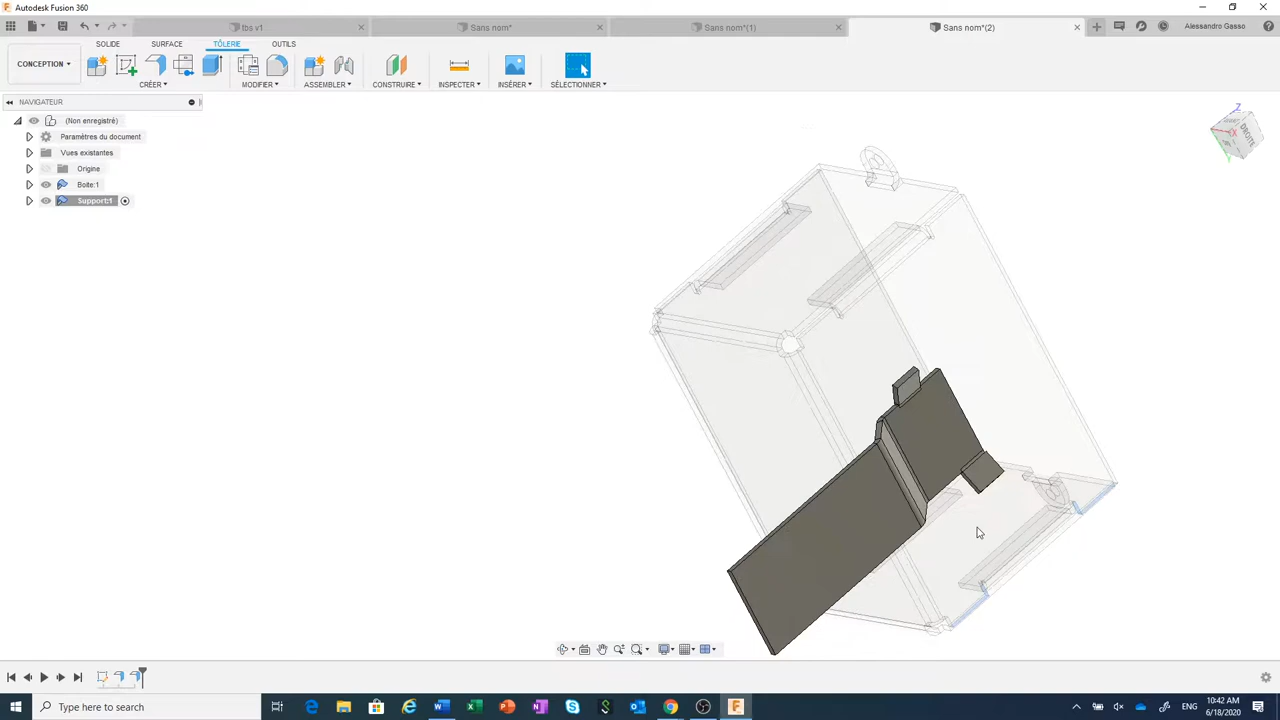 Autodesk Fusion 360
tbs v1
Sans nom*
Sans nom*(1)
Sans nom*(2)
Alessandro Gasso
SOLIDE
SURFACE
TÔLERIE
OUTILS
CONCEPTION
CRÉER
MODIFIER
ASSEMBLER
CONSTRUIRE
INSPECTER
INSÉRER
SÉLECTIONNER
NAVIGATEUR
(Non enregistré)
Paramètres du document
Vues existantes
Origine
Boite:1
Support:1
Z
DROITE
Type here to search
ENG
10:42 AM
6/18/2020